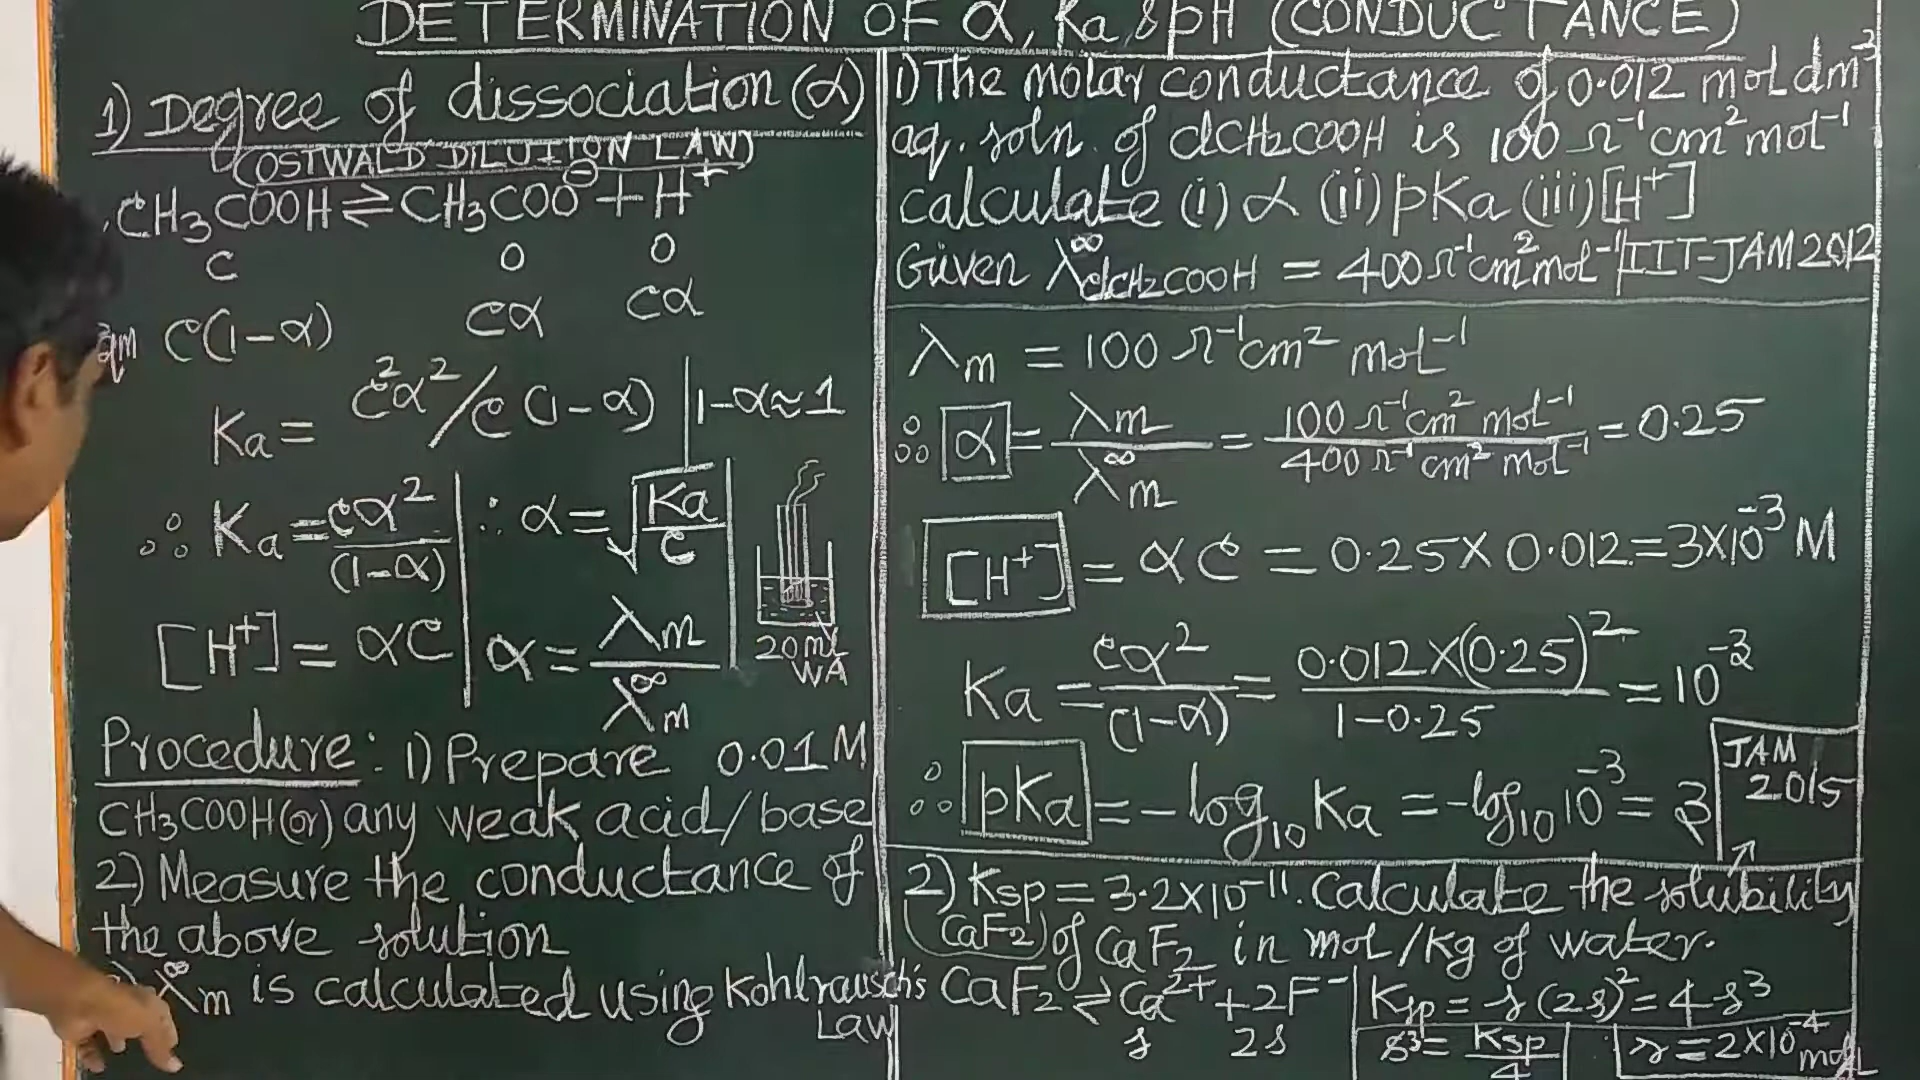 DETERMINATION OF α, Ka & pH (CONDUCTANCE)
1) Degree of dissociation (α)
(OSTWALD DILUTION LAW)
CH₃COOH ⇌ CH₃COO⊖ + H⁺
C 0 0
C(1-α) Cα Cα
Ka = C²α²/C(1-α) | 1-α≈1
∴ Ka = Cα²/(1-α) | ∴ α = √(Ka/C)
[H⁺] = αC | α = λm/λ∞m
20ml
WA
Procedure: 1) Prepare 0.01M
CH₃COOH (or) any weak acid/base
2) Measure the conductance of
the above solution
λ∞m is calculated using Kohlrausch's
Law
1) The molar conductance of 0.012 mol dm⁻³
aq. soln. of ClCH₂COOH is 100 Ω⁻¹cm²mol⁻¹
calculate (i) α (ii) pKa (iii) [H⁺]
Given λ∞ClCH₂COOH = 400 Ω⁻¹cm²mol⁻¹ | IIT-JAM 2012
λm = 100 Ω⁻¹cm² mol⁻¹
∴ α = λm/λ∞m = 100 Ω⁻¹cm² mol⁻¹/400 Ω⁻¹cm² mol⁻¹ = 0.25
[H⁺] = αC = 0.25 × 0.012 = 3×10⁻³ M
Ka = Cα²/(1-α) = 0.012×(0.25)²/1-0.25 = 10⁻³
∴ pKa = -log₁₀ Ka = -log₁₀ 10⁻³ = 3
JAM
2015
2) Ksp = 3.2×10⁻¹¹. Calculate the solubility
(CaF₂) of CaF₂ in mol/kg of water.
CaF₂ ⇌ Ca²⁺ + 2F⁻ | Ksp = s(2s)² = 4s³
s 2s
s³ = Ksp/4
s = 2×10⁻⁴ mol/L